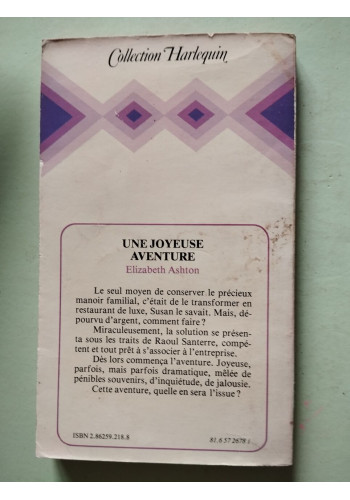 Collection Harlequin
UNE JOYEUSE
AVENTURE
Elizabeth Ashton
Le seul moyen de conserver le précieux
manoir familial, c'était de le transformer en
restaurant de luxe, Susan le savait. Mais, dé-
pourvu d'argent, comment faire ?
Miraculeusement, la solution se présen-
ta sous les traits de Raoul Santerre, compé-
tent et tout prêt à s'associer à l'entreprise.
Dès lors commença l'aventure. Joyeuse,
parfois, mais parfois dramatique, mêlée de
pénibles souvenirs, d'inquiétude, de jalousie.
Cette aventure, quelle en sera l'issue ?
ISBN 2.86259.218.8
81.6 57 2678